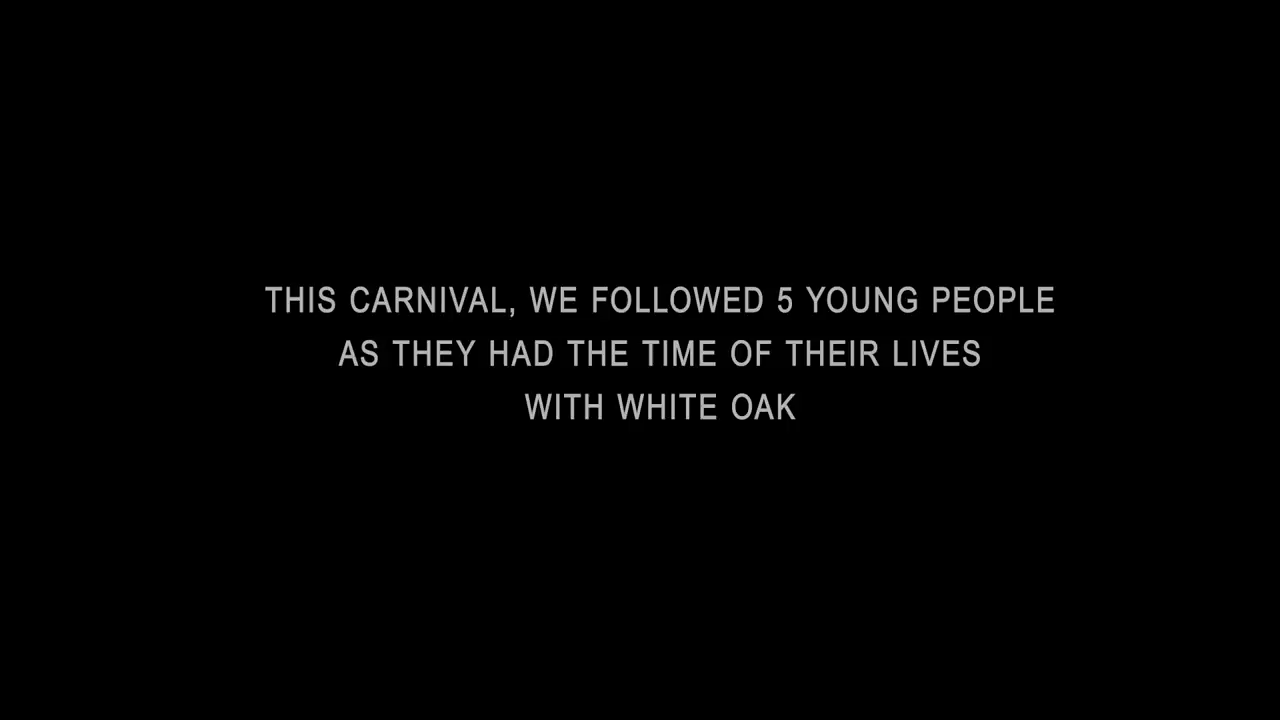 THIS CARNIVAL, WE FOLLOWED 5 YOUNG PEOPLE
AS THEY HAD THE TIME OF THEIR LIVES
WITH WHITE OAK